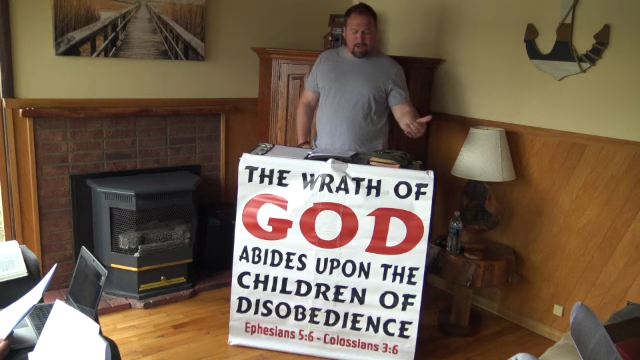 THE WRATH OF
GOD
ABIDES UPON THE
CHILDREN OF
DISOBEDIENCE
Ephesians 5:6 - Colossians 3:6